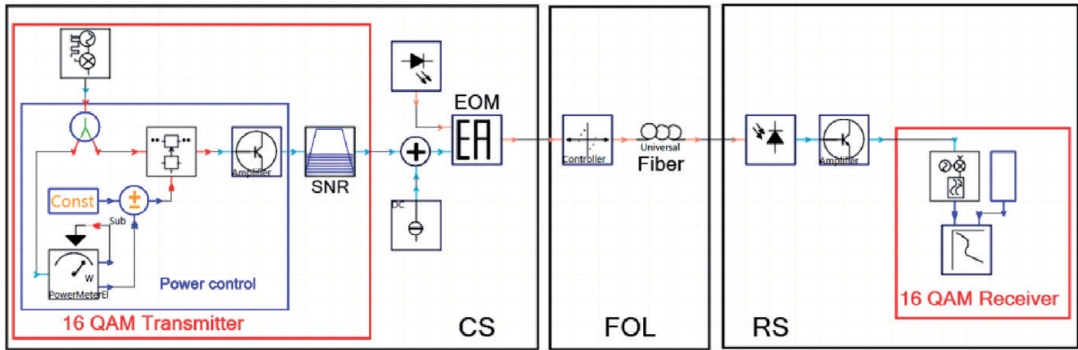 EOM
EA
DC
Amplifier
SNR
Controller
Universal
Fiber
Amplifier
Const
±
Sub
W
PowerMeterEl
Power control
16 QAM Transmitter
CS
FOL
RS
16 QAM Receiver